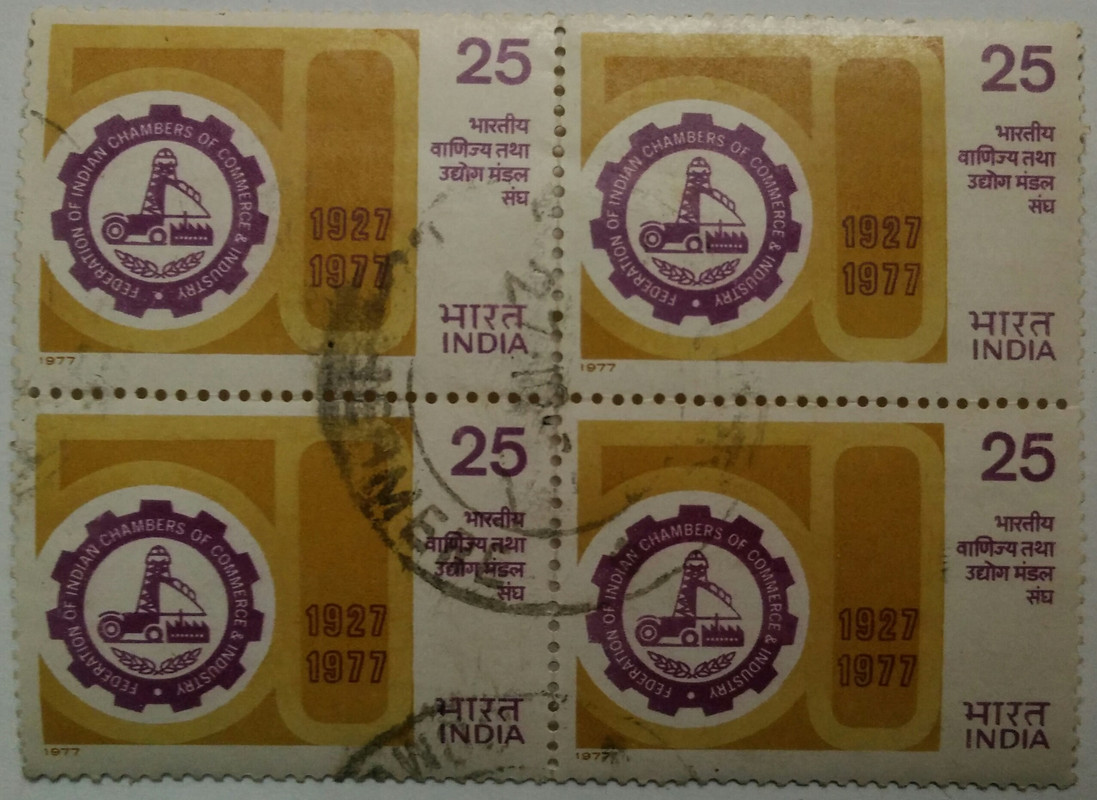 25
भारतीय
वाणिज्य तथा
उद्योग मंडल
संघ
FEDERATION OF INDIAN CHAMBERS OF COMMERCE & INDUSTRY
1927
1977
भारत
INDIA
1977
25
भारतीय
वाणिज्य तथा
उद्योग मंडल
संघ
FEDERATION OF INDIAN CHAMBERS OF COMMERCE & INDUSTRY
1927
1977
भारत
INDIA
1977
25
भारतीय
वाणिज्य तथा
उद्योग मंडल
संघ
FEDERATION OF INDIAN CHAMBERS OF COMMERCE & INDUSTRY
1927
1977
भारत
INDIA
1977
25
भारतीय
वाणिज्य तथा
उद्योग मंडल
संघ
FEDERATION OF INDIAN CHAMBERS OF COMMERCE & INDUSTRY
1927
1977
भारत
INDIA
1977